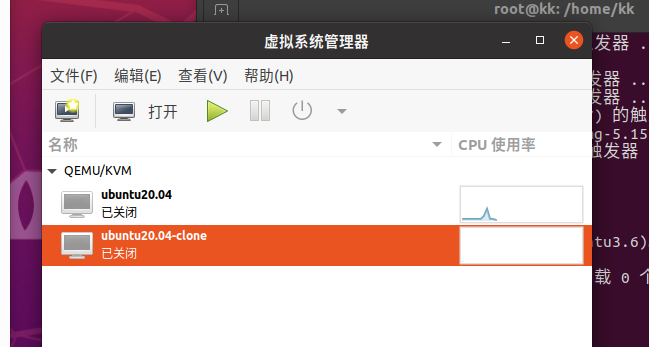 root@kk: /home/kk
虚拟系统管理器
发器 ..
文件(F) 编辑(E) 查看(V) 帮助(H)
发器 ...
打开
发器 ..
) 的触
ng-5.15
名称 CPU 使用率
触发器
QEMU/KVM
ubuntu20.04
已关闭
ubuntu20.04-clone
ntu3.6)
已关闭
载 0 个